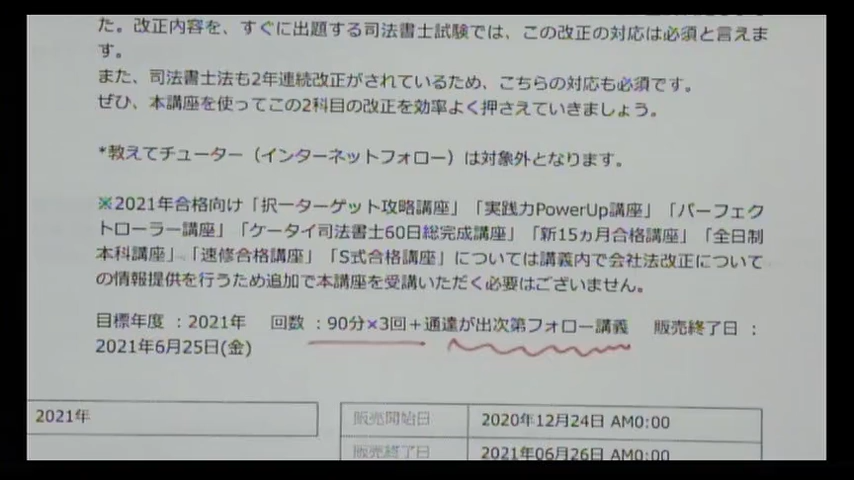 た。改正内容を、すぐに出題する司法書士試験では、この改正の対応は必須と言えま
す。
また、司法書士法も2年連続改正がされているため、こちらの対応も必須です。
ぜひ、本講座を使ってこの2科目の改正を効率よく押さえていきましょう。
*教えてチューター（インターネットフォロー）は対象外となります。
※2021年合格向け「択一ターゲット攻略講座」「実践力PowerUp講座」「パーフェク
トローラー講座」「ケータイ司法書士60日総完成講座」「新15ヵ月合格講座」「全日制
本科講座」「速修合格講座」「S式合格講座」については講義内で会社法改正について
の情報提供を行うため追加で本講座を受講いただく必要はございません。
目標年度 ：2021年 回数 ：90分×3回＋通達が出次第フォロー講義 販売終了日 ：
2021年6月25日(金)
2021年 販売開始日 2020年12月24日 AM0:00
販売終了日 2021年06月26日 AM0:00